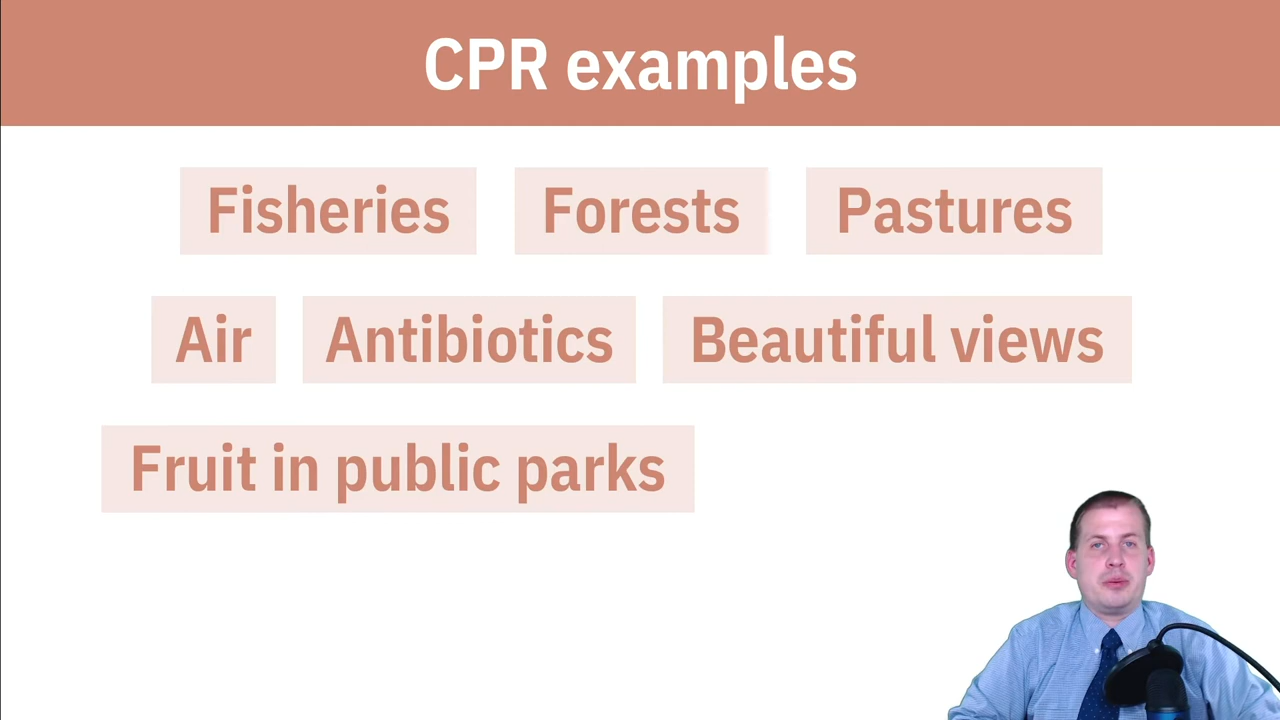 CPR examples
Fisheries Forests Pastures
Air Antibiotics Beautiful views
Fruit in public parks